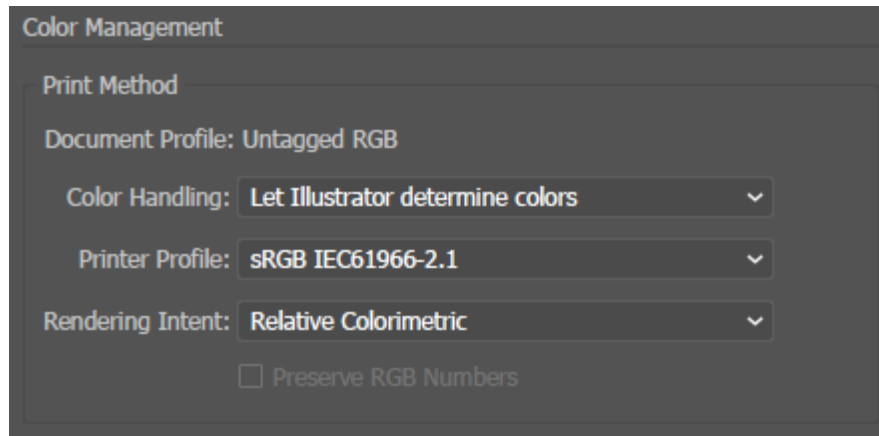 Color Management
Print Method
Document Profile: Untagged RGB
Color Handling: Let Illustrator determine colors
Printer Profile: sRGB IEC61966-2.1
Rendering Intent: Relative Colorimetric
Preserve RGB Numbers